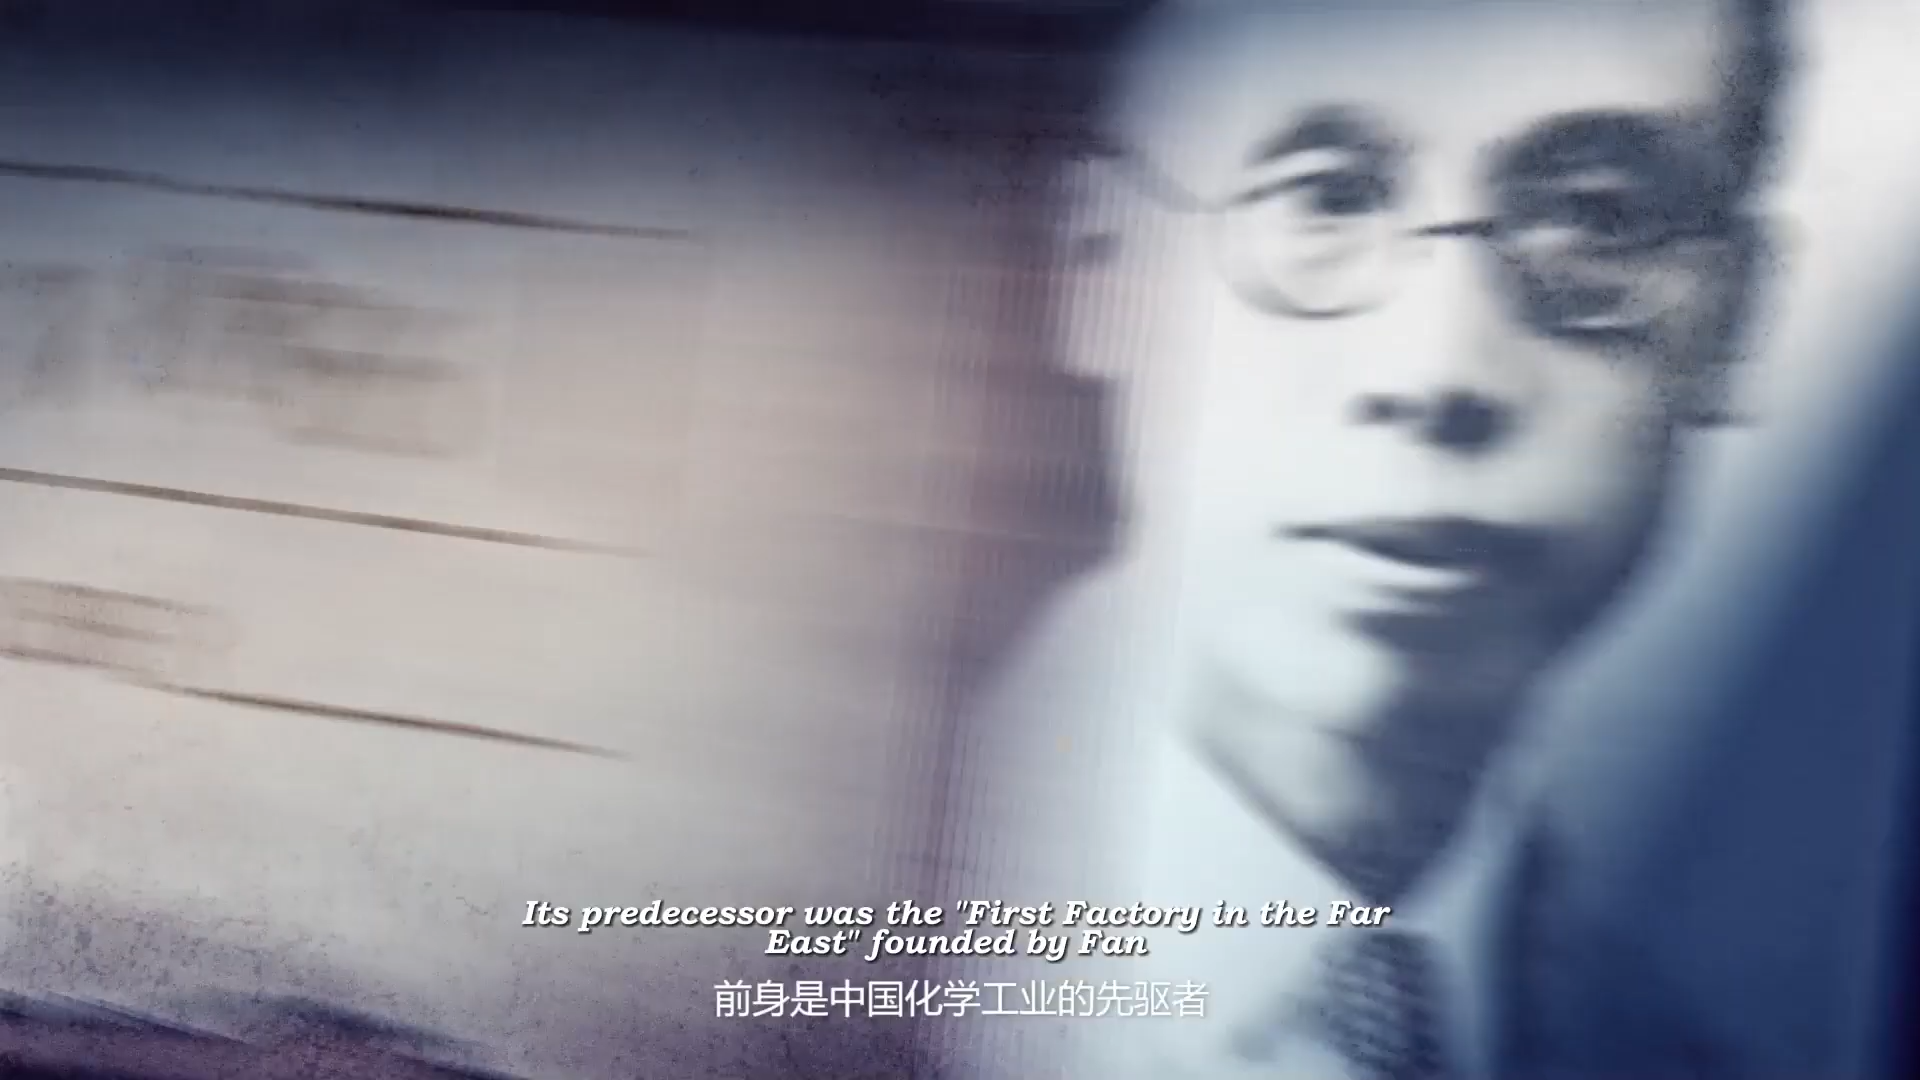 Its predecessor was the "First Factory in the Far
East" founded by Fan
前身是中国化学工业的先驱者